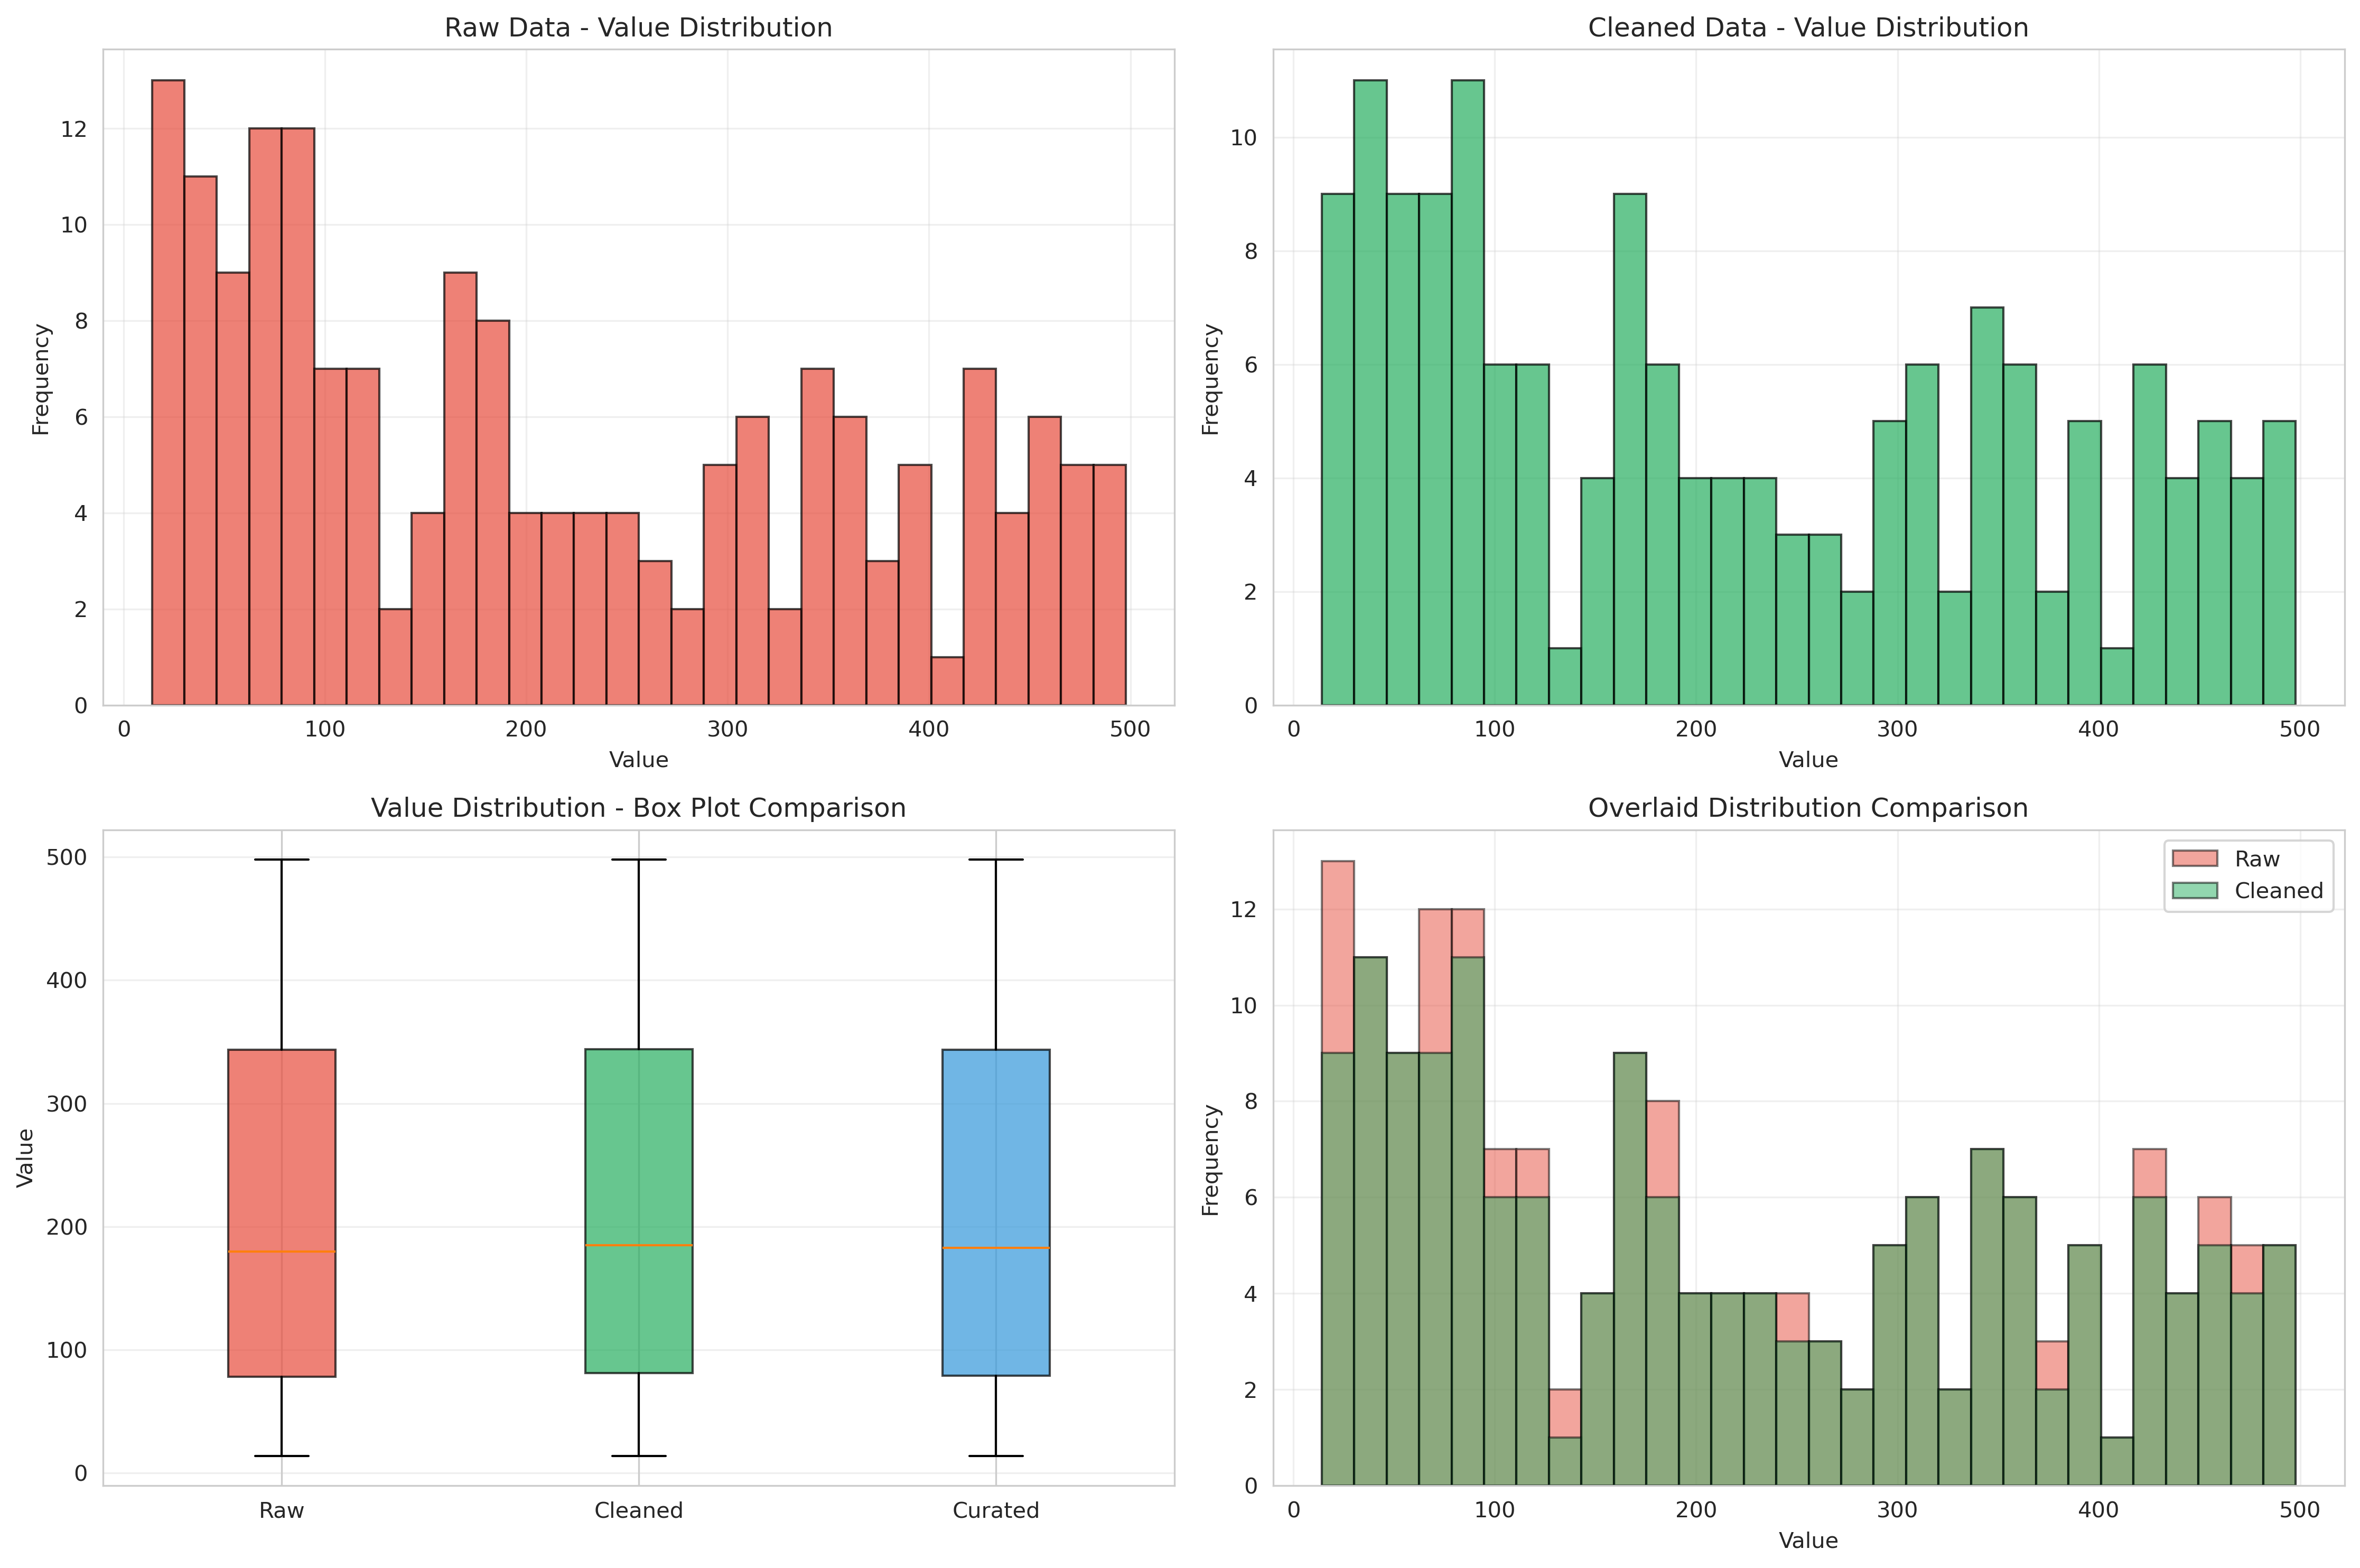 Raw Data - Value Distribution
Frequency
12
10
8
6
4
2
0
0 100 200 300 400 500
Value
Cleaned Data - Value Distribution
Frequency
10
8
6
4
2
0
0 100 200 300 400 500
Value
Value Distribution - Box Plot Comparison
Value
500
400
300
200
100
0
Raw Cleaned Curated
Overlaid Distribution Comparison
Raw
Cleaned
Frequency
12
10
8
6
4
2
0
0 100 200 300 400 500
Value